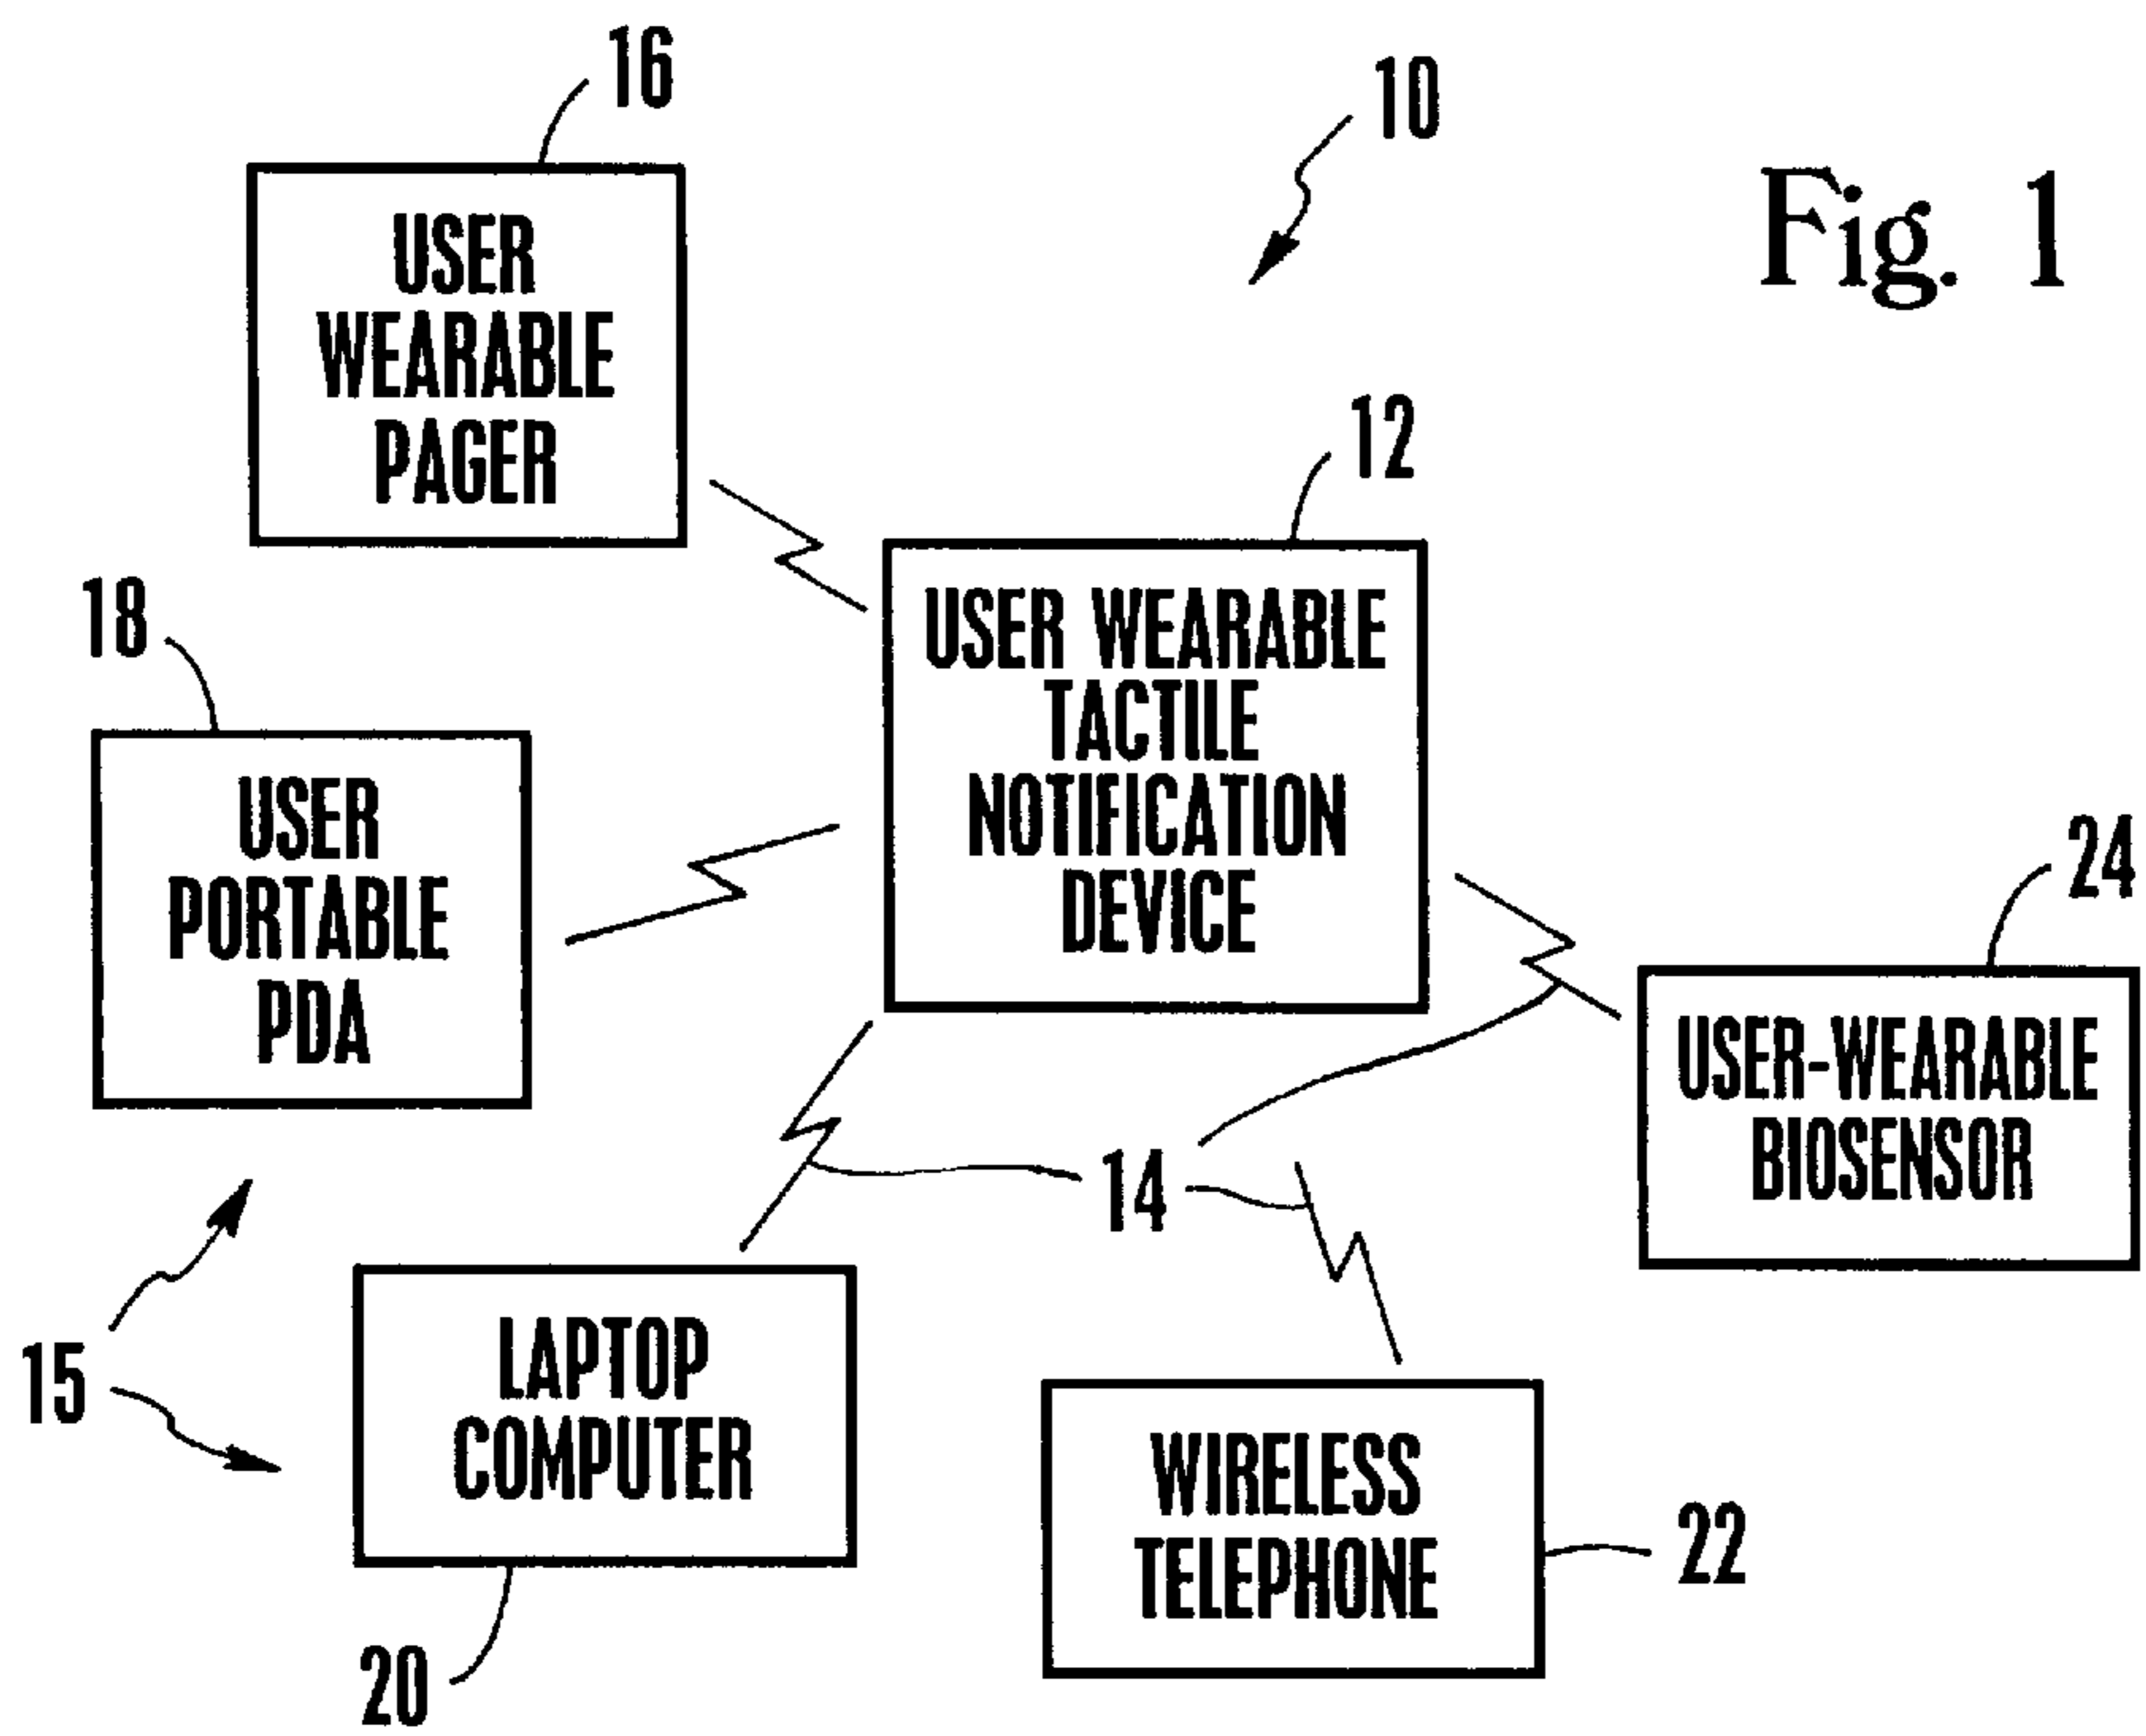 16
10
Fig. 1
USER
WEARABLE
PAGER
12
USER WEARABLE
TACTILE
NOTIFICATION
DEVICE
18
USER
PORTABLE
PDA
24
USER-WEARABLE
BIOSENSOR
14
15
LAPTOP
COMPUTER
20
WIRELESS
TELEPHONE
22